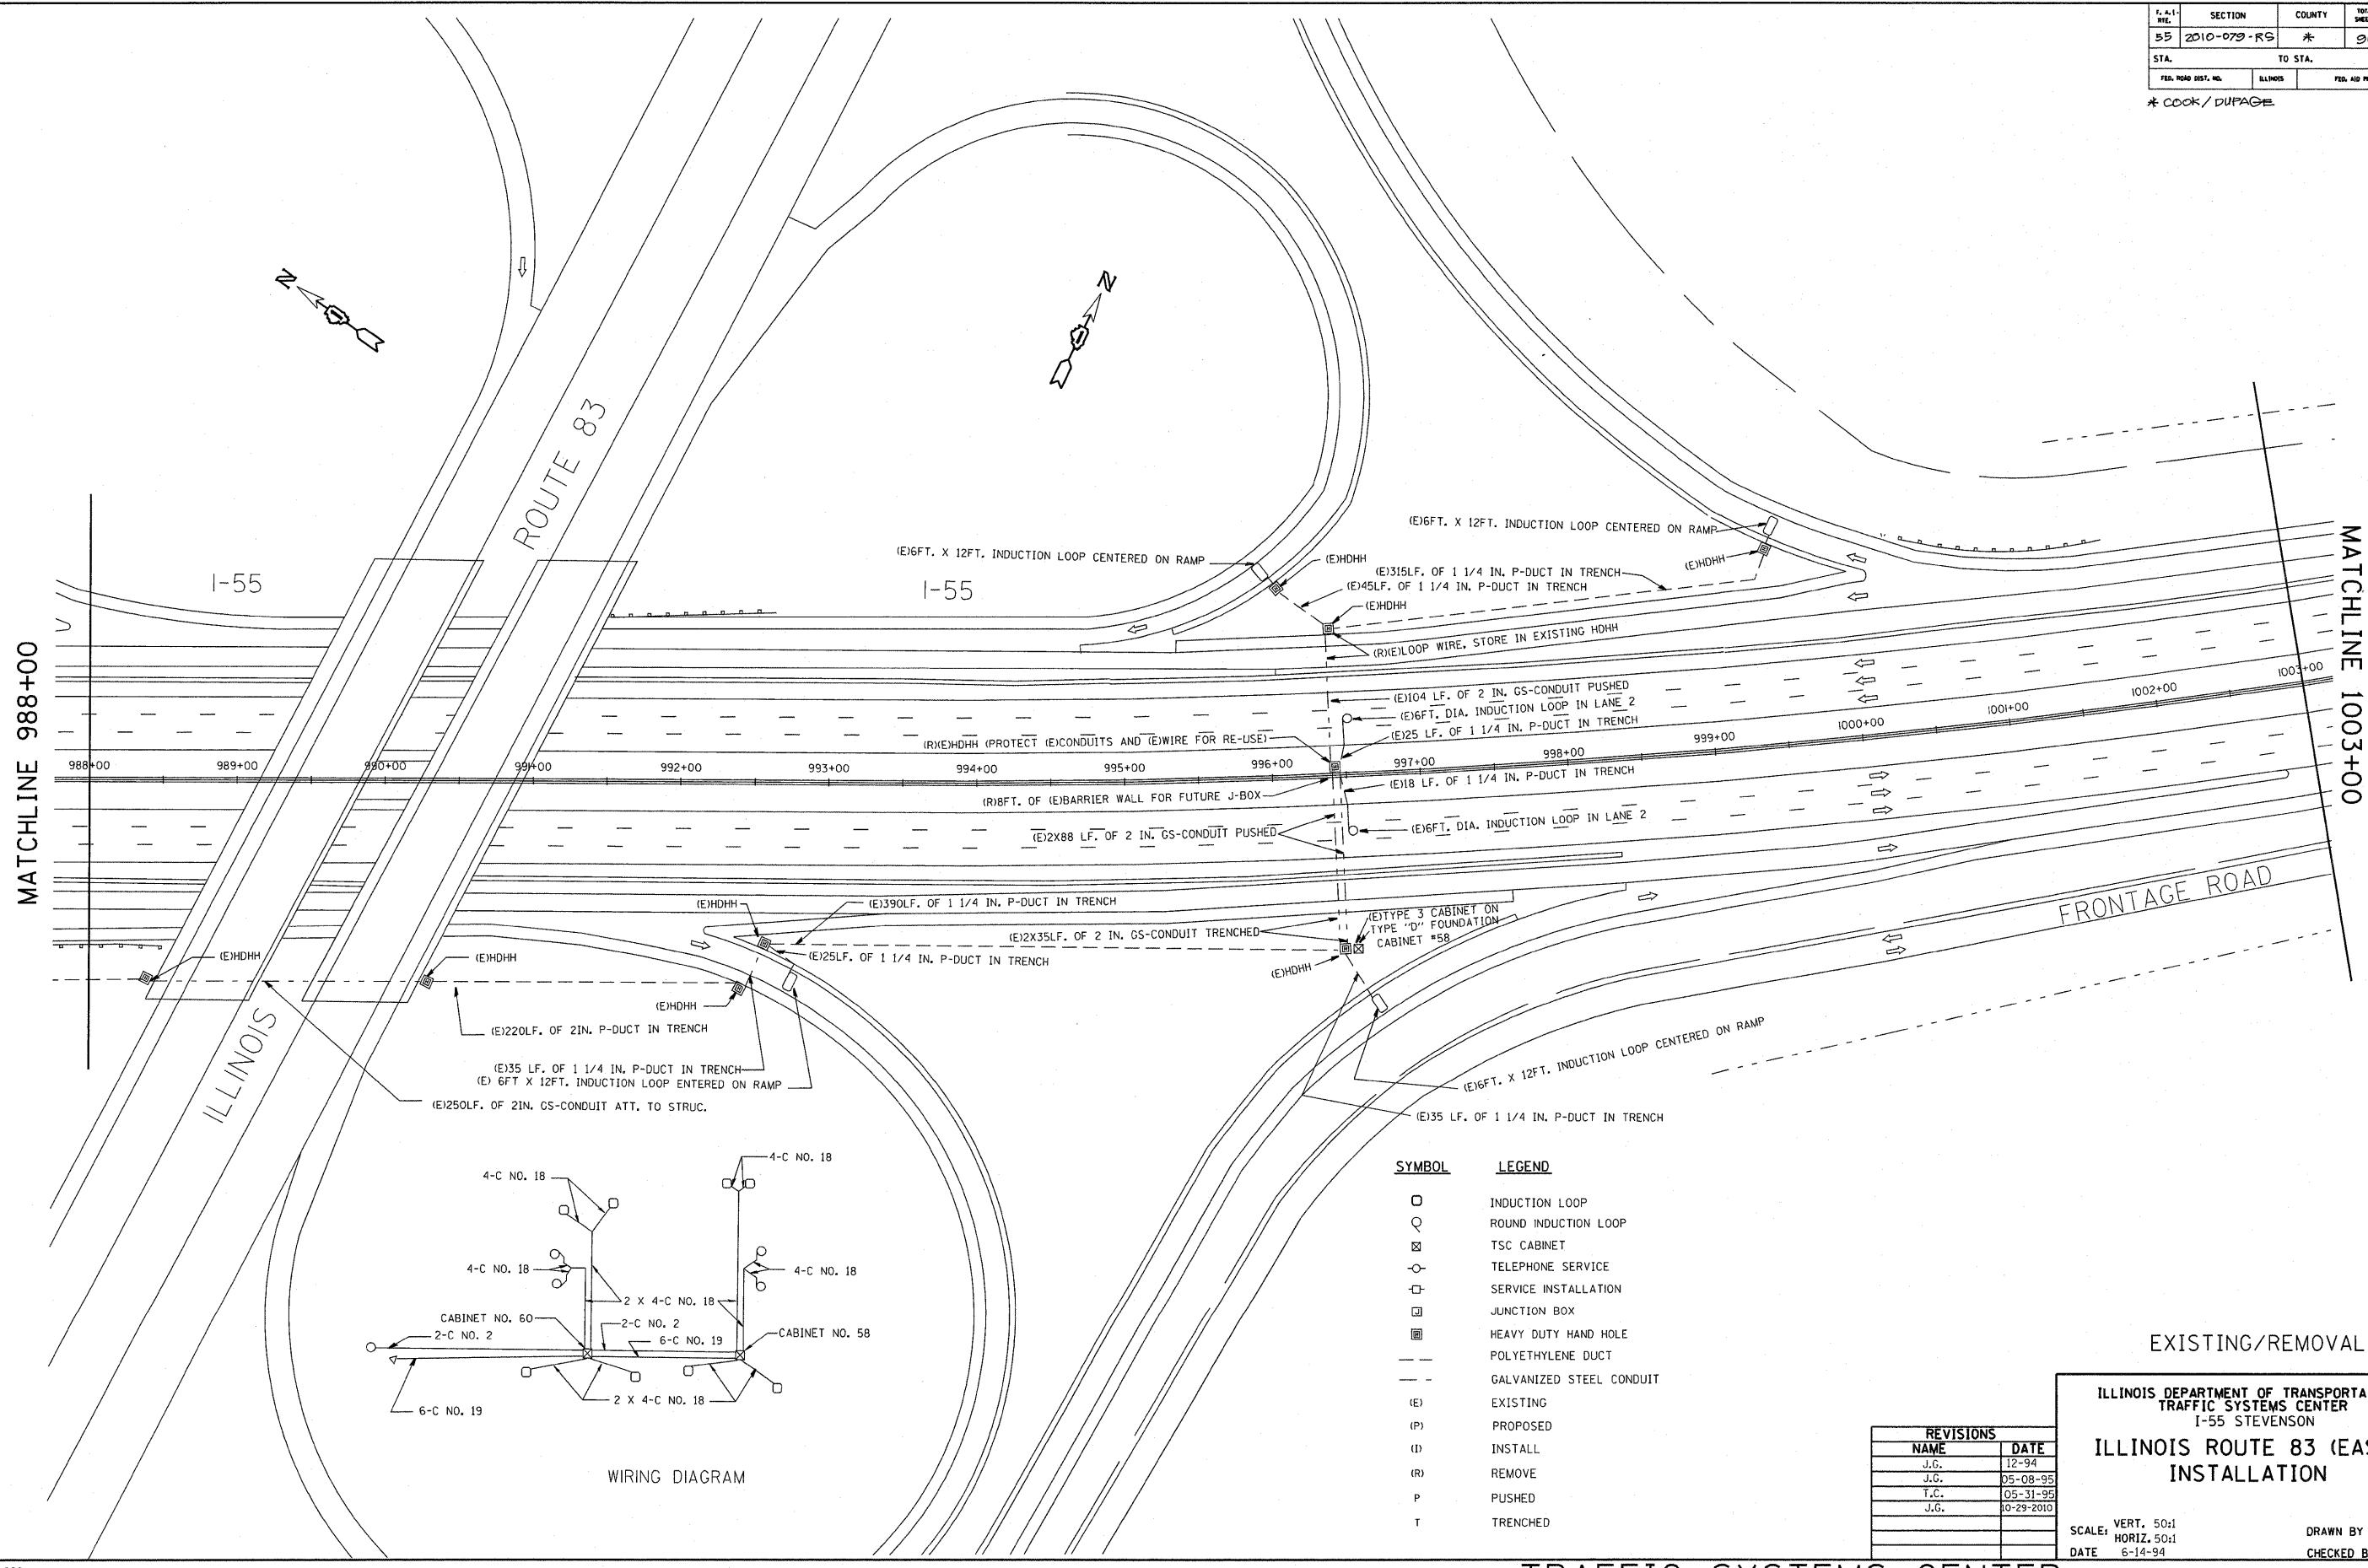 F. A. I. RTE.
SECTION
COUNTY
55
2010-079-RS
*
STA.
TO STA.
FED. ROAD DIST. NO.
ILLINOIS
* COOK/DUPAGE
N
N
ROUTE 83
I-55
I-55
(E)6FT. X 12FT. INDUCTION LOOP CENTERED ON RAMP
(E)6FT. X 12FT. INDUCTION LOOP CENTERED ON RAMP
(E)HDHH
(E)HDHH
(E)315LF. OF 1 1/4 IN. P-DUCT IN TRENCH
(E)45LF. OF 1 1/4 IN. P-DUCT IN TRENCH
(E)HDHH
(R)(E)LOOP WIRE, STORE IN EXISTING HDHH
MATCHLINE 988+00
MATCHLINE 1003+00
(E)104 LF. OF 2 IN. GS-CONDUIT PUSHED
(E)6FT. DIA. INDUCTION LOOP IN LANE 2
(E)25 LF. OF 1 1/4 IN. P-DUCT IN TRENCH
(R)(E)HDHH (PROTECT (E)CONDUITS AND (E)WIRE FOR RE-USE)
988+00 989+00 990+00 991+00 992+00 993+00 994+00 995+00 996+00 997+00 998+00 999+00 1000+00 1001+00 1002+00 1003+00
(E)18 LF. OF 1 1/4 IN. P-DUCT IN TRENCH
(R)8FT. OF (E)BARRIER WALL FOR FUTURE J-BOX
(E)2X88 LF. OF 2 IN. GS-CONDUIT PUSHED
(E)6FT. DIA. INDUCTION LOOP IN LANE 2
FRONTAGE ROAD
(E)HDHH
(E)390LF. OF 1 1/4 IN. P-DUCT IN TRENCH
(E)TYPE 3 CABINET ON
TYPE "D" FOUNDATION
CABINET #58
(E)2X35LF. OF 2 IN. GS-CONDUIT TRENCHED
(E)25LF. OF 1 1/4 IN. P-DUCT IN TRENCH
(E)HDHH
(E)HDHH
(E)HDHH
(E)HDHH
(E)220LF. OF 2IN. P-DUCT IN TRENCH
(E)35 LF. OF 1 1/4 IN. P-DUCT IN TRENCH
(E) 6FT X 12FT. INDUCTION LOOP ENTERED ON RAMP
(E)250LF. OF 2IN. GS-CONDUIT ATT. TO STRUC.
ILLINOIS
(E)6FT. X 12FT. INDUCTION LOOP CENTERED ON RAMP
(E)35 LF. OF 1 1/4 IN. P-DUCT IN TRENCH
4-C NO. 18
4-C NO. 18
4-C NO. 18
4-C NO. 18
2 X 4-C NO. 18
CABINET NO. 60
2-C NO. 2
2-C NO. 2
6-C NO. 19
CABINET NO. 58
2 X 4-C NO. 18
6-C NO. 19
WIRING DIAGRAM
SYMBOL LEGEND
INDUCTION LOOP
ROUND INDUCTION LOOP
TSC CABINET
TELEPHONE SERVICE
SERVICE INSTALLATION
J JUNCTION BOX
HEAVY DUTY HAND HOLE
POLYETHYLENE DUCT
GALVANIZED STEEL CONDUIT
(E) EXISTING
(P) PROPOSED
(I) INSTALL
(R) REMOVE
P PUSHED
T TRENCHED
EXISTING/REMOVAL
ILLINOIS DEPARTMENT OF TRANSPORTA
TRAFFIC SYSTEMS CENTER
I-55 STEVENSON
ILLINOIS ROUTE 83 (EAS
INSTALLATION
REVISIONS
NAME DATE
J.G. 12-94
J.G. 05-08-95
T.C. 05-31-95
J.G. 10-29-2010
SCALE: VERT. 50:1
HORIZ. 50:1
DATE 6-14-94
DRAWN BY
CHECKED B
TRAFFIC SYSTEMS CENTER